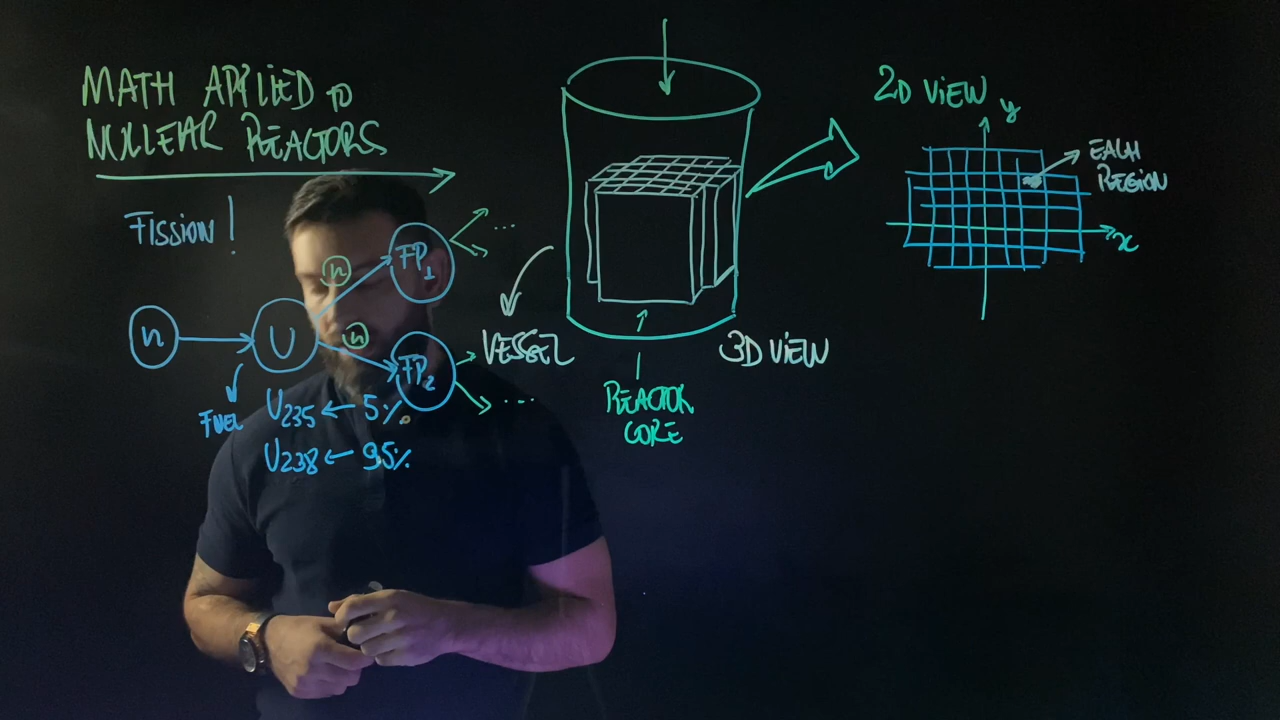 MATH APPLIED TO
NUCLEAR REACTORS
FISSION!
n
U
n
n
FP1
FP2
...
...
FUEL
U235 ← 5%
U238 ← 95%
VESSEL
REACTOR
CORE
3D VIEW
2D VIEW
y
x
EACH
REGION